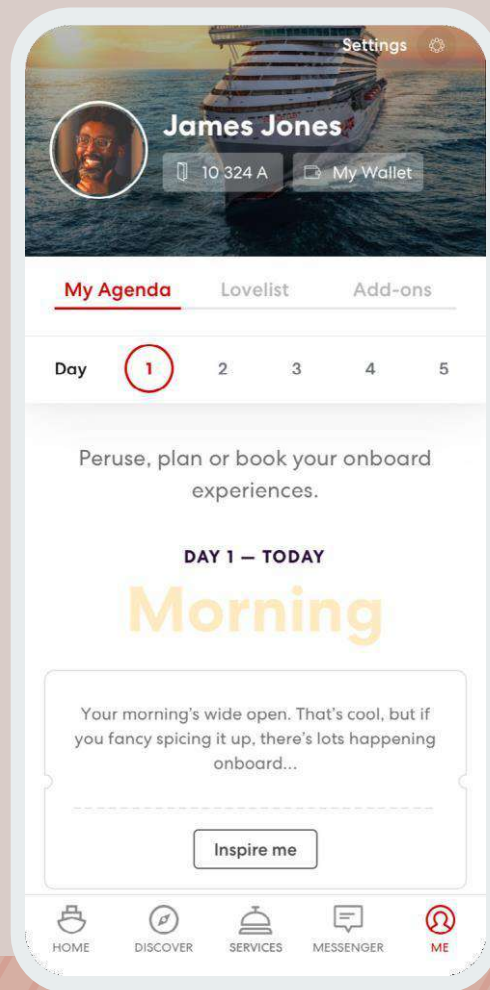 Settings
James Jones
10 324 A My Wallet
My Agenda Lovelist Add-ons
Day 1 2 3 4 5
Peruse, plan or book your onboard
experiences.
DAY 1 — TODAY
Morning
Your morning's wide open. That's cool, but if
you fancy spicing it up, there's lots happening
onboard...
Inspire me
HOME DISCOVER SERVICES MESSENGER ME